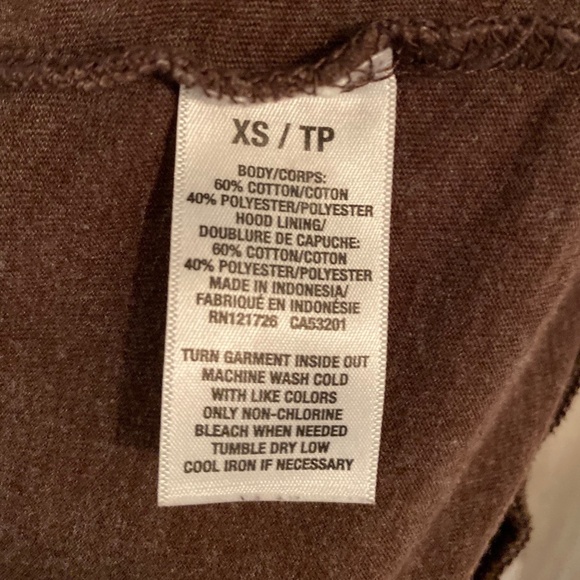 XS / TP
BODY/CORPS:
60% COTTON/COTON
40% POLYESTER/POLYESTER
HOOD LINING/
DOUBLURE DE CAPUCHE:
60% COTTON/COTON
40% POLYESTER/POLYESTER
MADE IN INDONESIA/
FABRIQUÉ EN INDONÉSIE
RN121726 CA53201
TURN GARMENT INSIDE OUT
MACHINE WASH COLD
WITH LIKE COLORS
ONLY NON-CHLORINE
BLEACH WHEN NEEDED
TUMBLE DRY LOW
COOL IRON IF NECESSARY